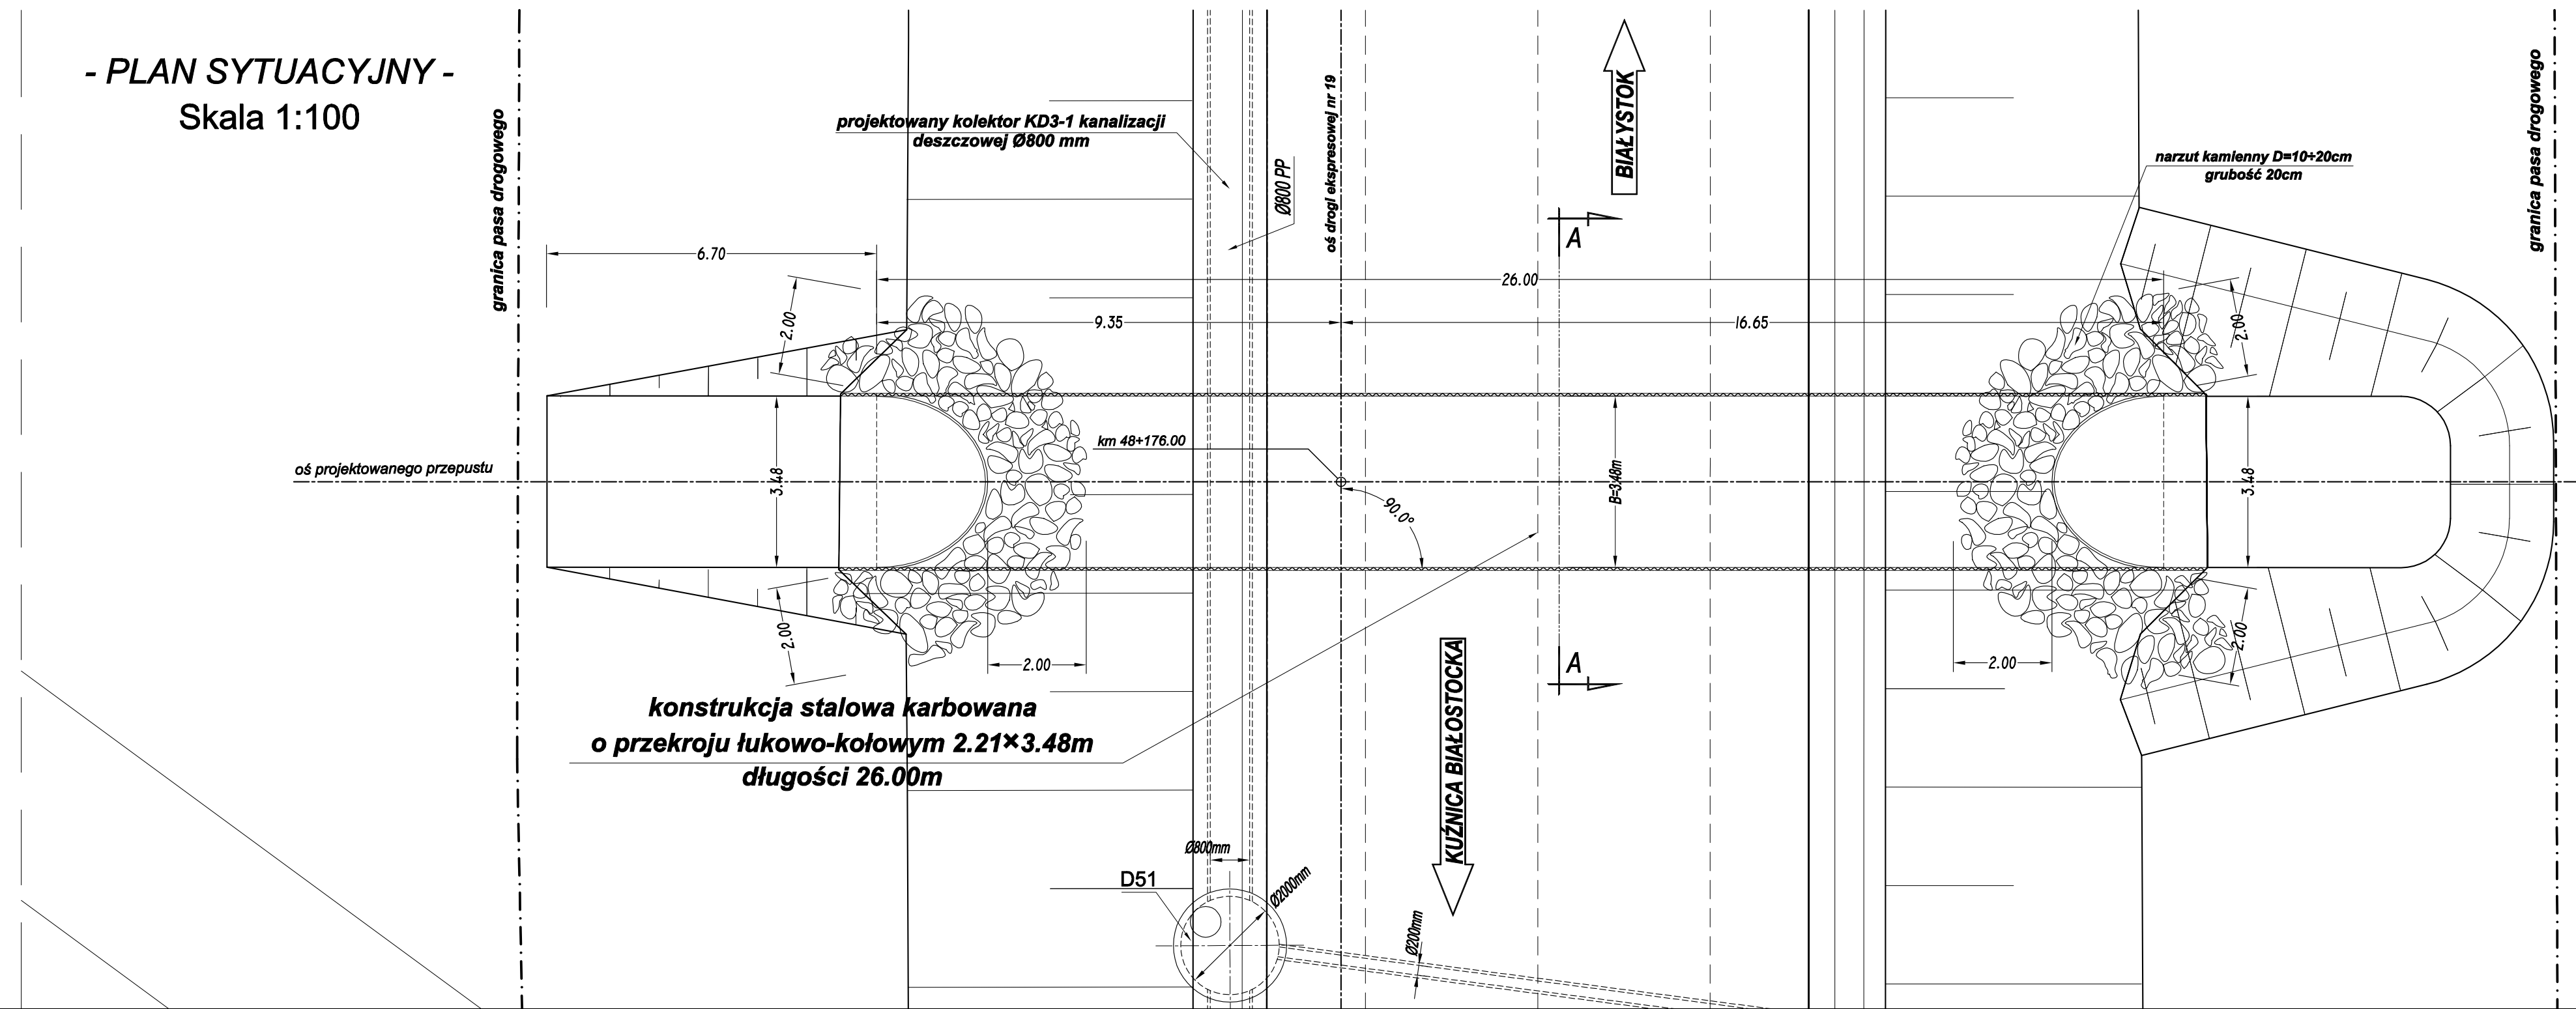 - PLAN SYTUACYJNY -
Skala 1:100
granica pasa drogowego
projektowany kolektor KD3-1 kanalizacji
deszczowej Ø800 mm
Ø800 PP
oś drogi ekspresowej nr 19
BIAŁYSTOK
A
narzut kamienny D=10÷20cm
grubość 20cm
granica pasa drogowego
6.70
26.00
2.00
9.35
16.65
2.00
km 48+176.00
oś projektowanego przepustu
3.48
B=3.48m
3.48
90.0°
2.00
2.00
A
2.00
2.00
konstrukcja stalowa karbowana
o przekroju łukowo-kołowym 2.21×3.48m
długości 26.00m
KUŹNICA BIAŁOSTOCKA
Ø800mm
D51
Ø2000mm
Ø200mm